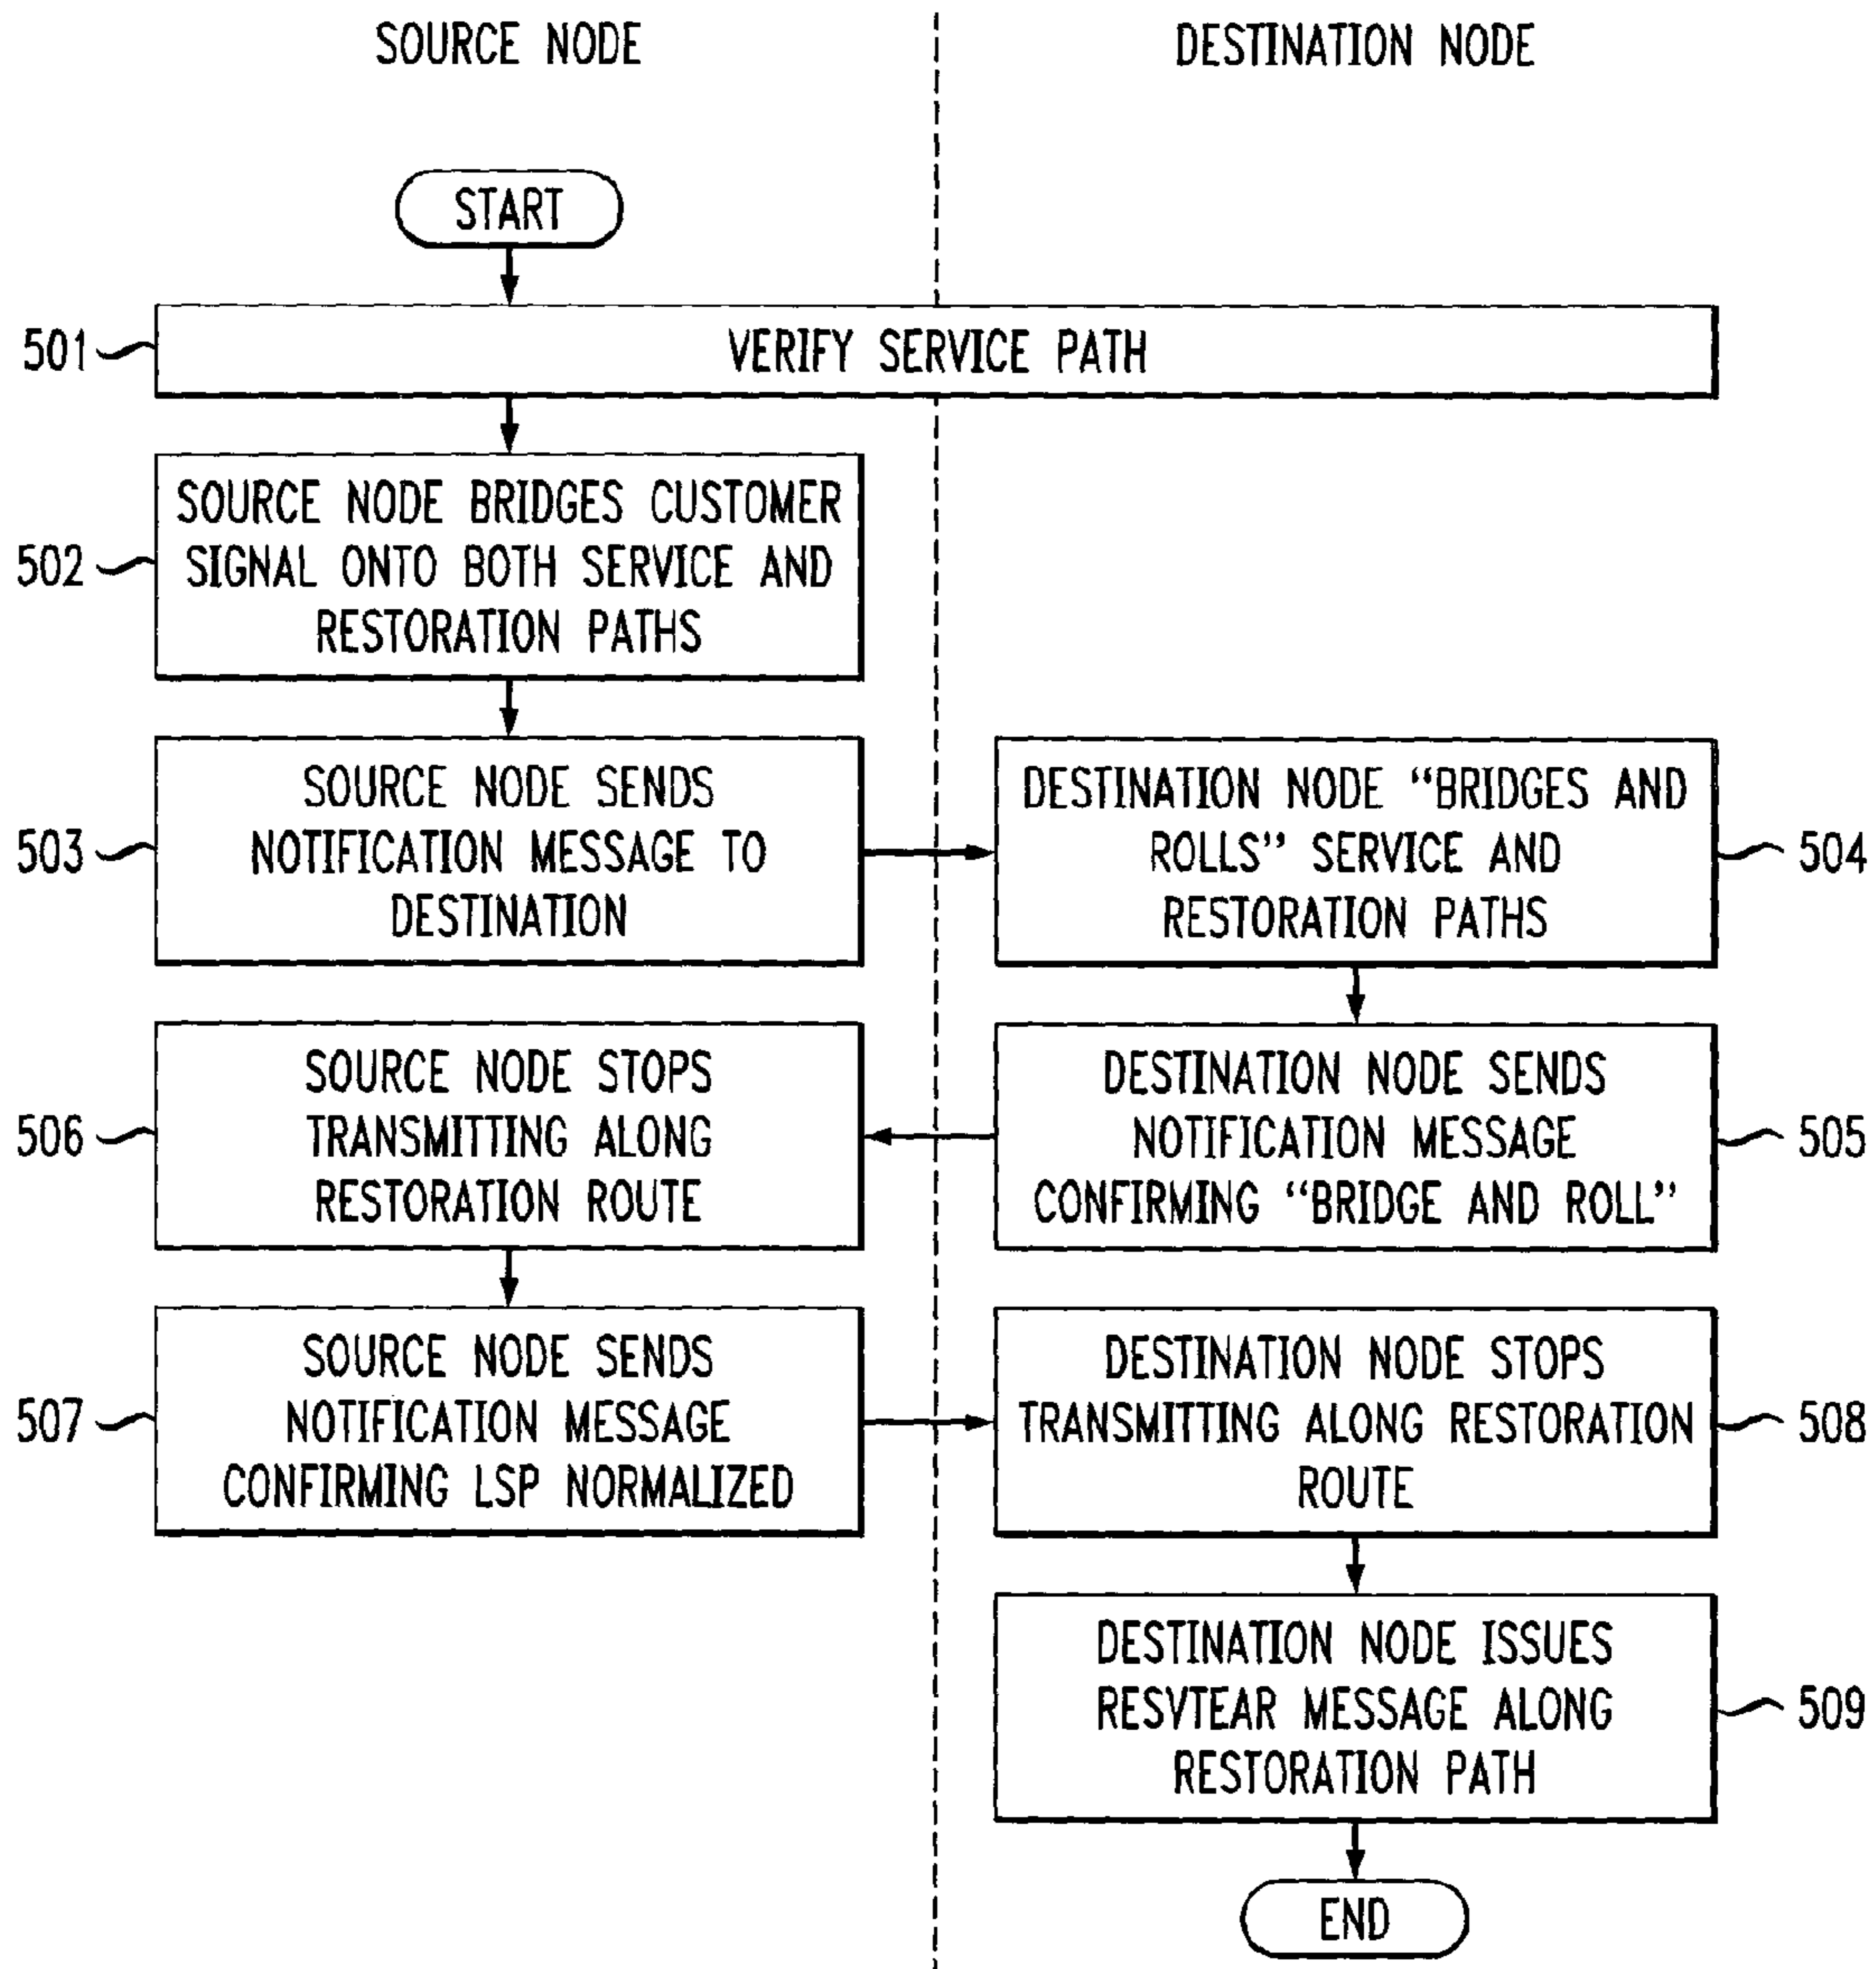 SOURCE NODE
DESTINATION NODE
START
501
VERIFY SERVICE PATH
502
SOURCE NODE BRIDGES CUSTOMER
SIGNAL ONTO BOTH SERVICE AND
RESTORATION PATHS
503
SOURCE NODE SENDS
NOTIFICATION MESSAGE TO
DESTINATION
DESTINATION NODE "BRIDGES AND
ROLLS" SERVICE AND
RESTORATION PATHS
504
DESTINATION NODE SENDS
NOTIFICATION MESSAGE
CONFIRMING "BRIDGE AND ROLL"
505
506
SOURCE NODE STOPS
TRANSMITTING ALONG
RESTORATION ROUTE
507
SOURCE NODE SENDS
NOTIFICATION MESSAGE
CONFIRMING LSP NORMALIZED
DESTINATION NODE STOPS
TRANSMITTING ALONG RESTORATION
ROUTE
508
DESTINATION NODE ISSUES
RESVTEAR MESSAGE ALONG
RESTORATION PATH
509
END